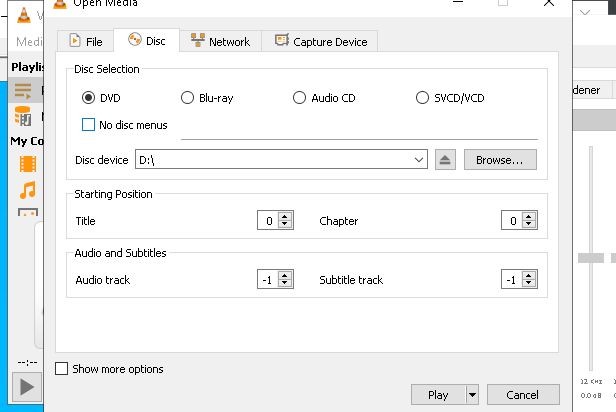 Open Media
Medi
File
Disc
Network
Capture Device
Playlis
dener
Disc Selection
DVD
Blu-ray
Audio CD
SVCD/VCD
No disc menus
My Co
Disc device
D:\
Browse...
Starting Position
Title
0
Chapter
0
Audio and Subtitles
Audio track
-1
Subtitle track
-1
--:--
Show more options
Play
Cancel
12 KHz
0.0 dB